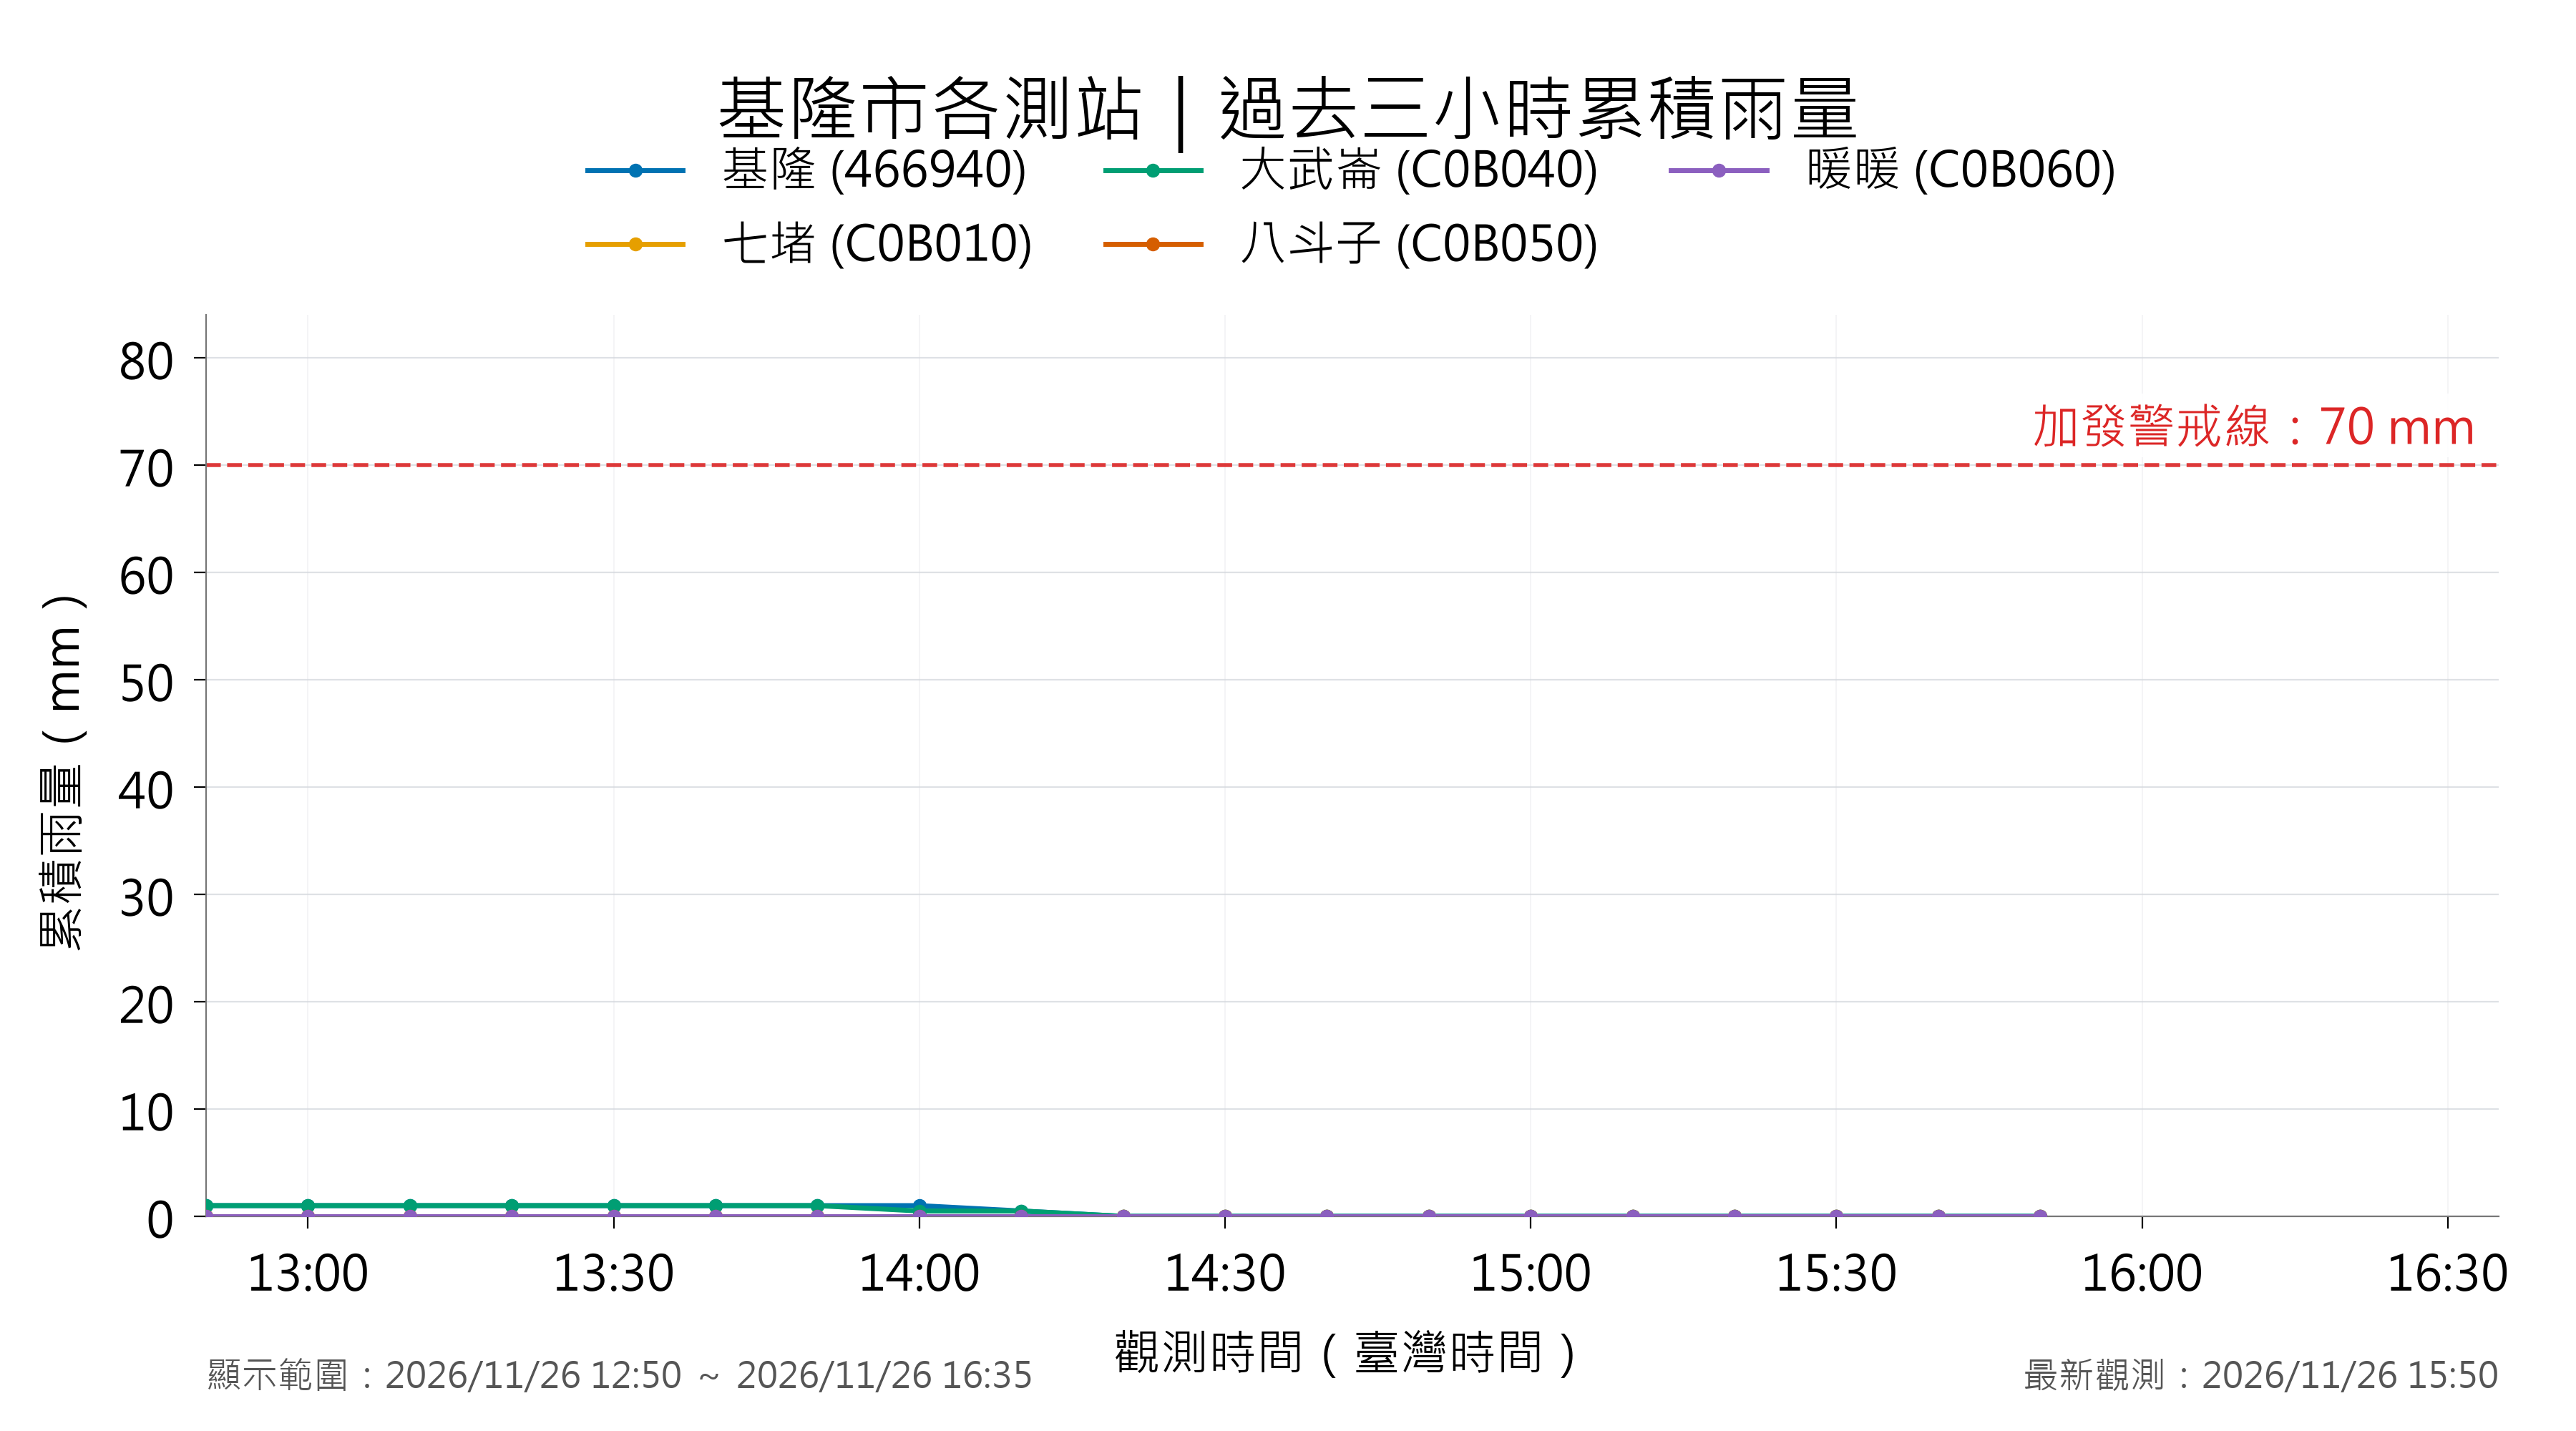 基隆市各測站｜過去三小時累積雨量
基隆 (466940)
大武崙 (C0B040)
暖暖 (C0B060)
七堵 (C0B010)
八斗子 (C0B050)
累積雨量（mm）
80
70
60
50
40
30
20
10
0
加發警戒線：70 mm
13:00 13:30 14:00 14:30 15:00 15:30 16:00 16:30
觀測時間（臺灣時間）
顯示範圍：2026/11/26 12:50 ~ 2026/11/26 16:35
最新觀測：2026/11/26 15:50